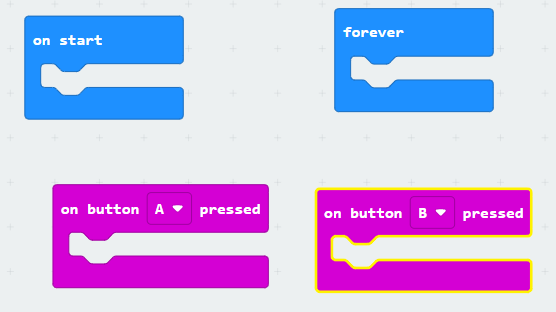 on start
forever
on button A pressed
on button B pressed